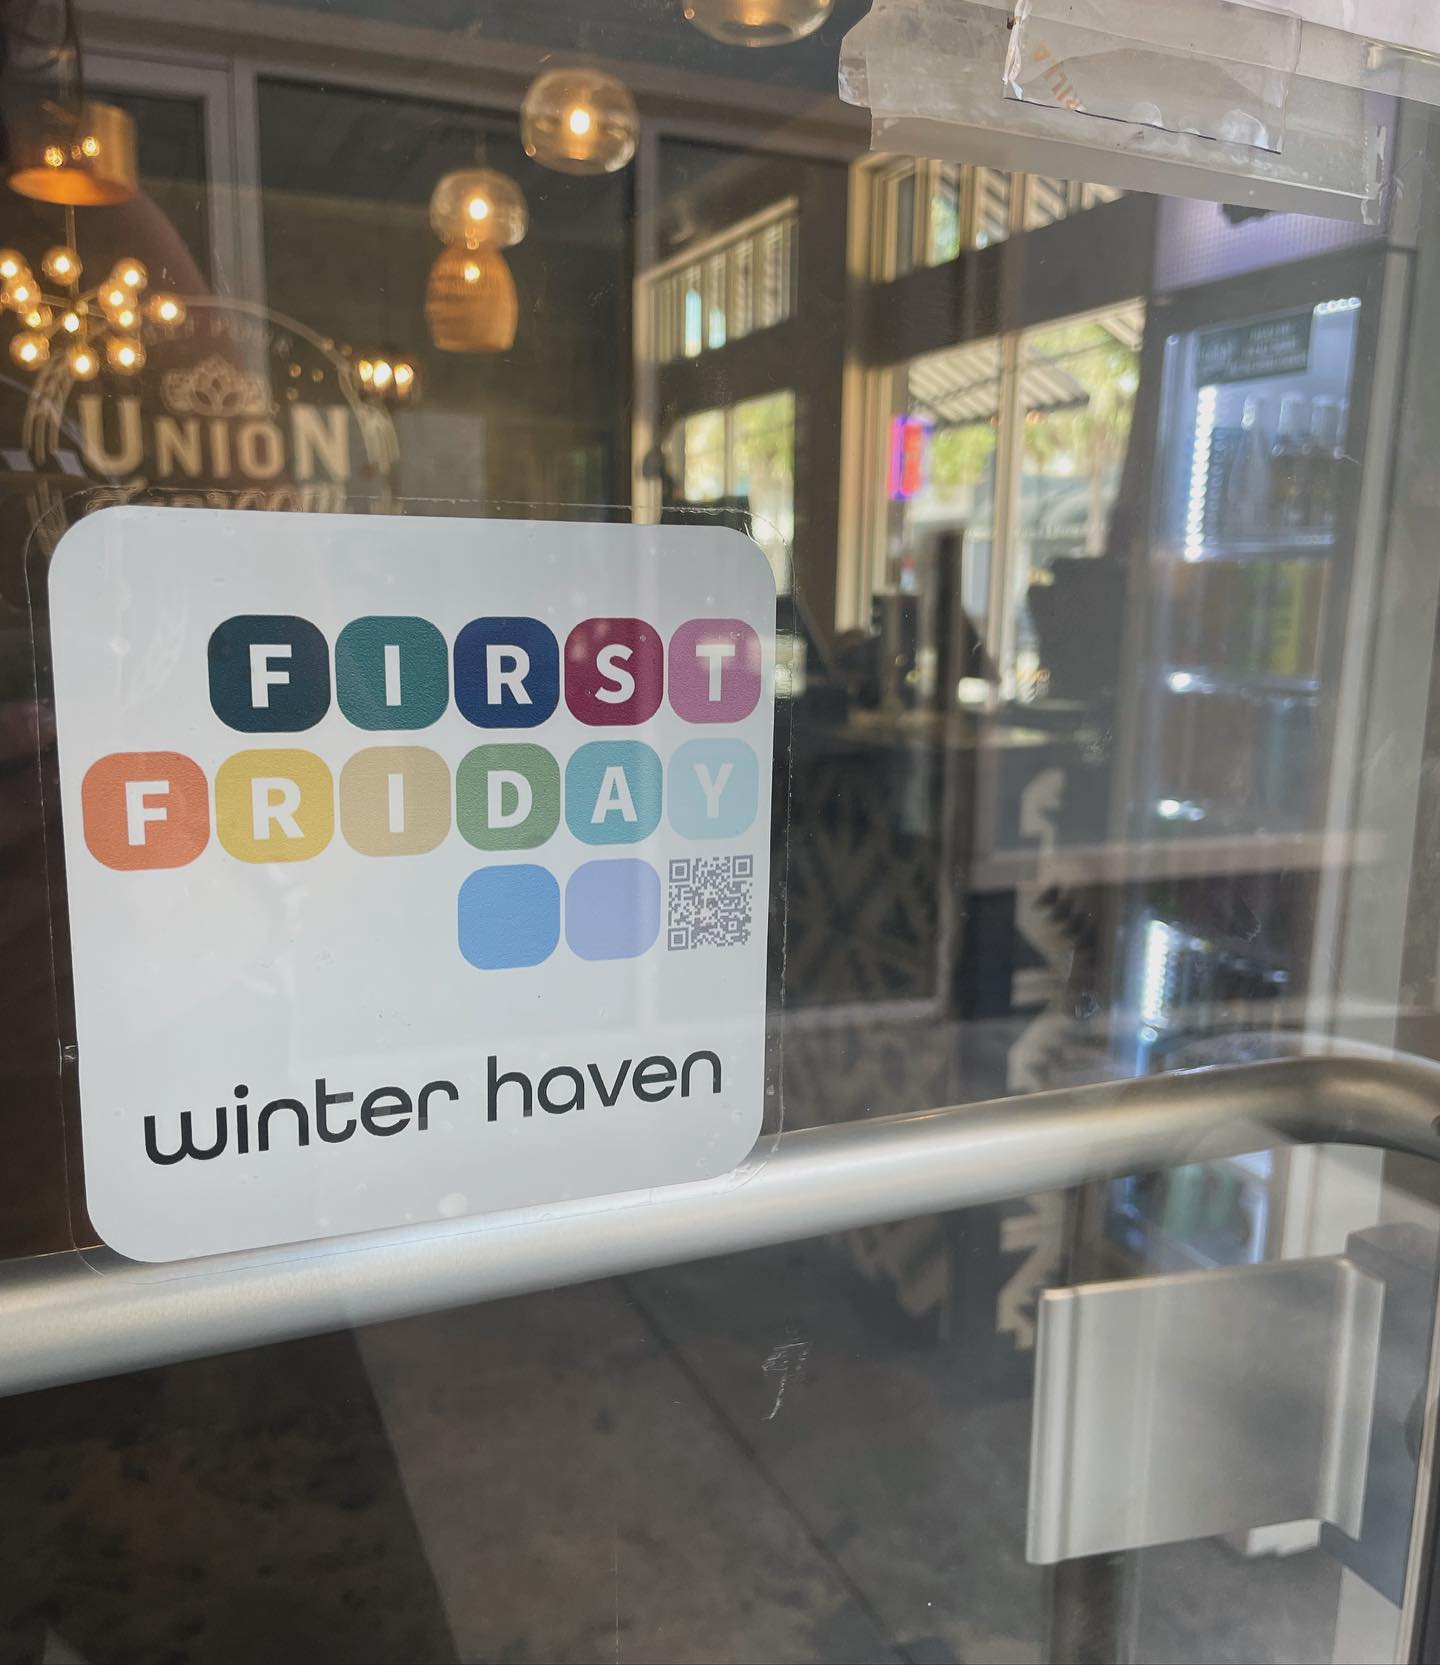 UNION
FIRST
FRIDAY
winter haven